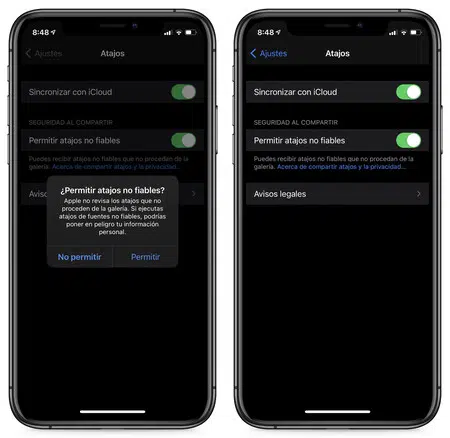 8:48
Ajustes
Atajos
Sincronizar con iCloud
SEGURIDAD AL COMPARTIR
Permitir atajos no fiables
Puedes recibir atajos no fiables que no procedan de la
galería. Acerca de compartir atajos y la privacidad...
Avisos
¿Permitir atajos no fiables?
Apple no revisa los atajos que no
proceden de la galería. Si ejecutas
atajos de fuentes no fiables, podrías
poner en peligro tu información
personal.
No permitir
Permitir
8:48
Ajustes
Atajos
Sincronizar con iCloud
SEGURIDAD AL COMPARTIR
Permitir atajos no fiables
Puedes recibir atajos no fiables que no procedan de la
galería. Acerca de compartir atajos y la privacidad...
Avisos legales